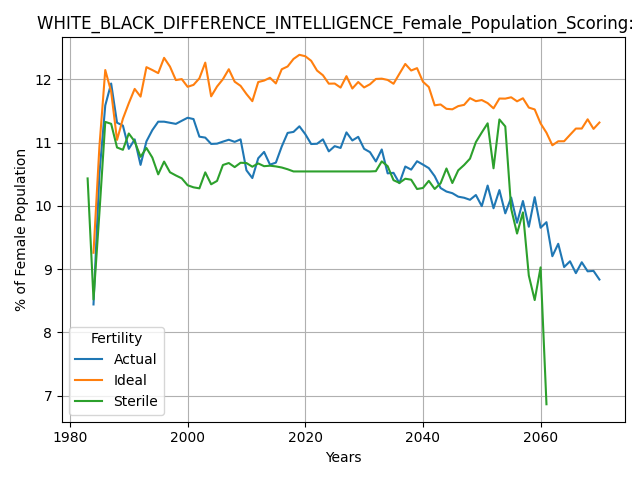 WHITE_BLACK_DIFFERENCE_INTELLIGENCE_Female_Population_Scoring:
% of Female Population
12
11
10
9
8
7
Fertility
Actual
Ideal
Sterile
1980
2000
2020
2040
2060
Years